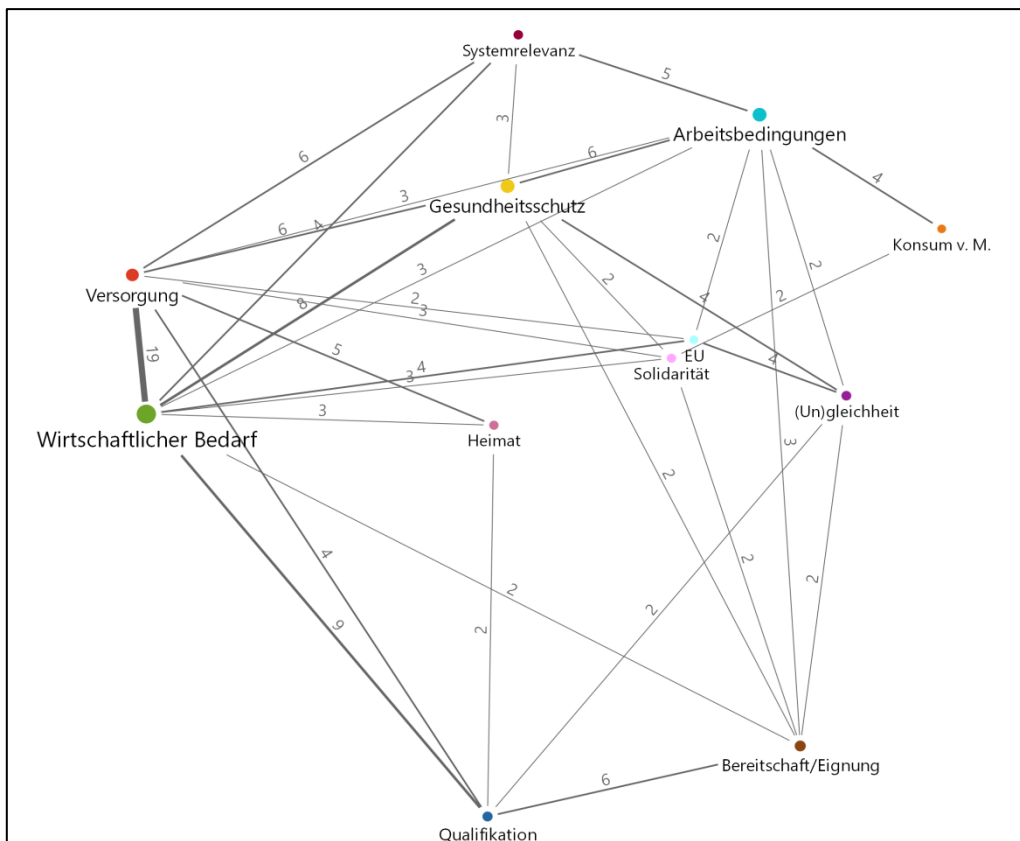 Systemrelevanz
5
Arbeitsbedingungen
3
6
6
4
3
Gesundheitsschutz
6
4
Konsum v. M.
2
2
3
2
4
2
Versorgung
8
2
3
19
5
4
EU
4
3
Solidarität
(Un)gleichheit
3
Wirtschaftlicher Bedarf
Heimat
3
2
4
2
2
2
2
9
2
2
6
Bereitschaft/Eignung
Qualifikation